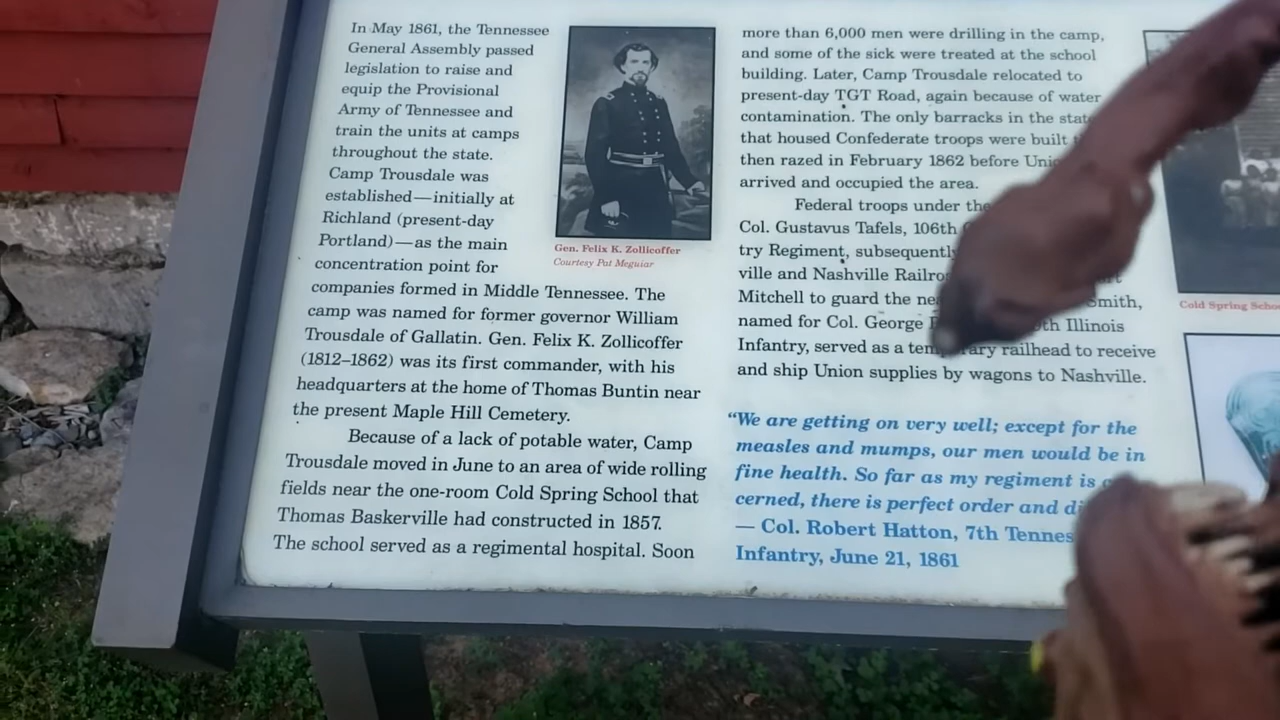 In May 1861, the Tennessee
General Assembly passed
legislation to raise and
equip the Provisional
Army of Tennessee and
train the units at camps
throughout the state.
Camp Trousdale was
established—initially at
Richland (present-day
Portland)—as the main
concentration point for
companies formed in Middle Tennessee. The
camp was named for former governor William
Trousdale of Gallatin. Gen. Felix K. Zollicoffer
(1812–1862) was its first commander, with his
headquarters at the home of Thomas Buntin near
the present Maple Hill Cemetery.
Because of a lack of potable water, Camp
Trousdale moved in June to an area of wide rolling
fields near the one-room Cold Spring School that
Thomas Baskerville had constructed in 1857.
The school served as a regimental hospital. Soon
Gen. Felix K. Zollicoffer
Courtesy Pat Meguiar
more than 6,000 men were drilling in the camp,
and some of the sick were treated at the school
building. Later, Camp Trousdale relocated to
present-day TGT Road, again because of water
contamination. The only barracks in the state
that housed Confederate troops were built
then razed in February 1862 before
arrived and occupied the area.
Federal troops under the
Col. Gustavus Tafels, 106th
try Regiment, subsequently
ville and Nashville
Mitchell to guard the Smith,
named for Col. George Illinois
Infantry, served as a railhead to receive
and ship Union supplies by wagons to Nashville.
“We are getting on very well; except for the
measles and mumps, our men would be in
fine health. So far as my regiment is
cerned, there is perfect order and
— Col. Robert Hatton, 7th
Infantry, June 21, 1861
Cold Spring